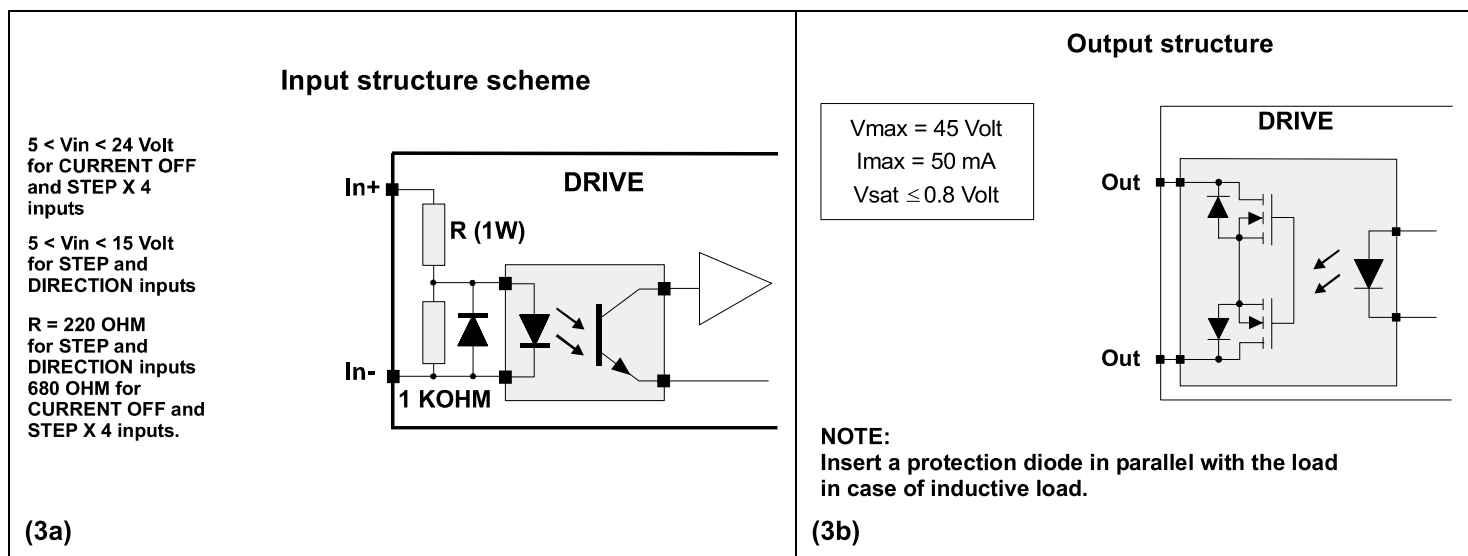 Input structure scheme
5 < Vin < 24 Volt
for CURRENT OFF
and STEP X 4
inputs
5 < Vin < 15 Volt
for STEP and
DIRECTION inputs
R = 220 OHM
for STEP and
DIRECTION inputs
680 OHM for
CURRENT OFF and
STEP X 4 inputs.
In+
DRIVE
R (1W)
In-
1 KOHM
(3a)
Output structure
Vmax = 45 Volt
Imax = 50 mA
Vsat ≤ 0.8 Volt
DRIVE
Out
Out
NOTE:
Insert a protection diode in parallel with the load
in case of inductive load.
(3b)